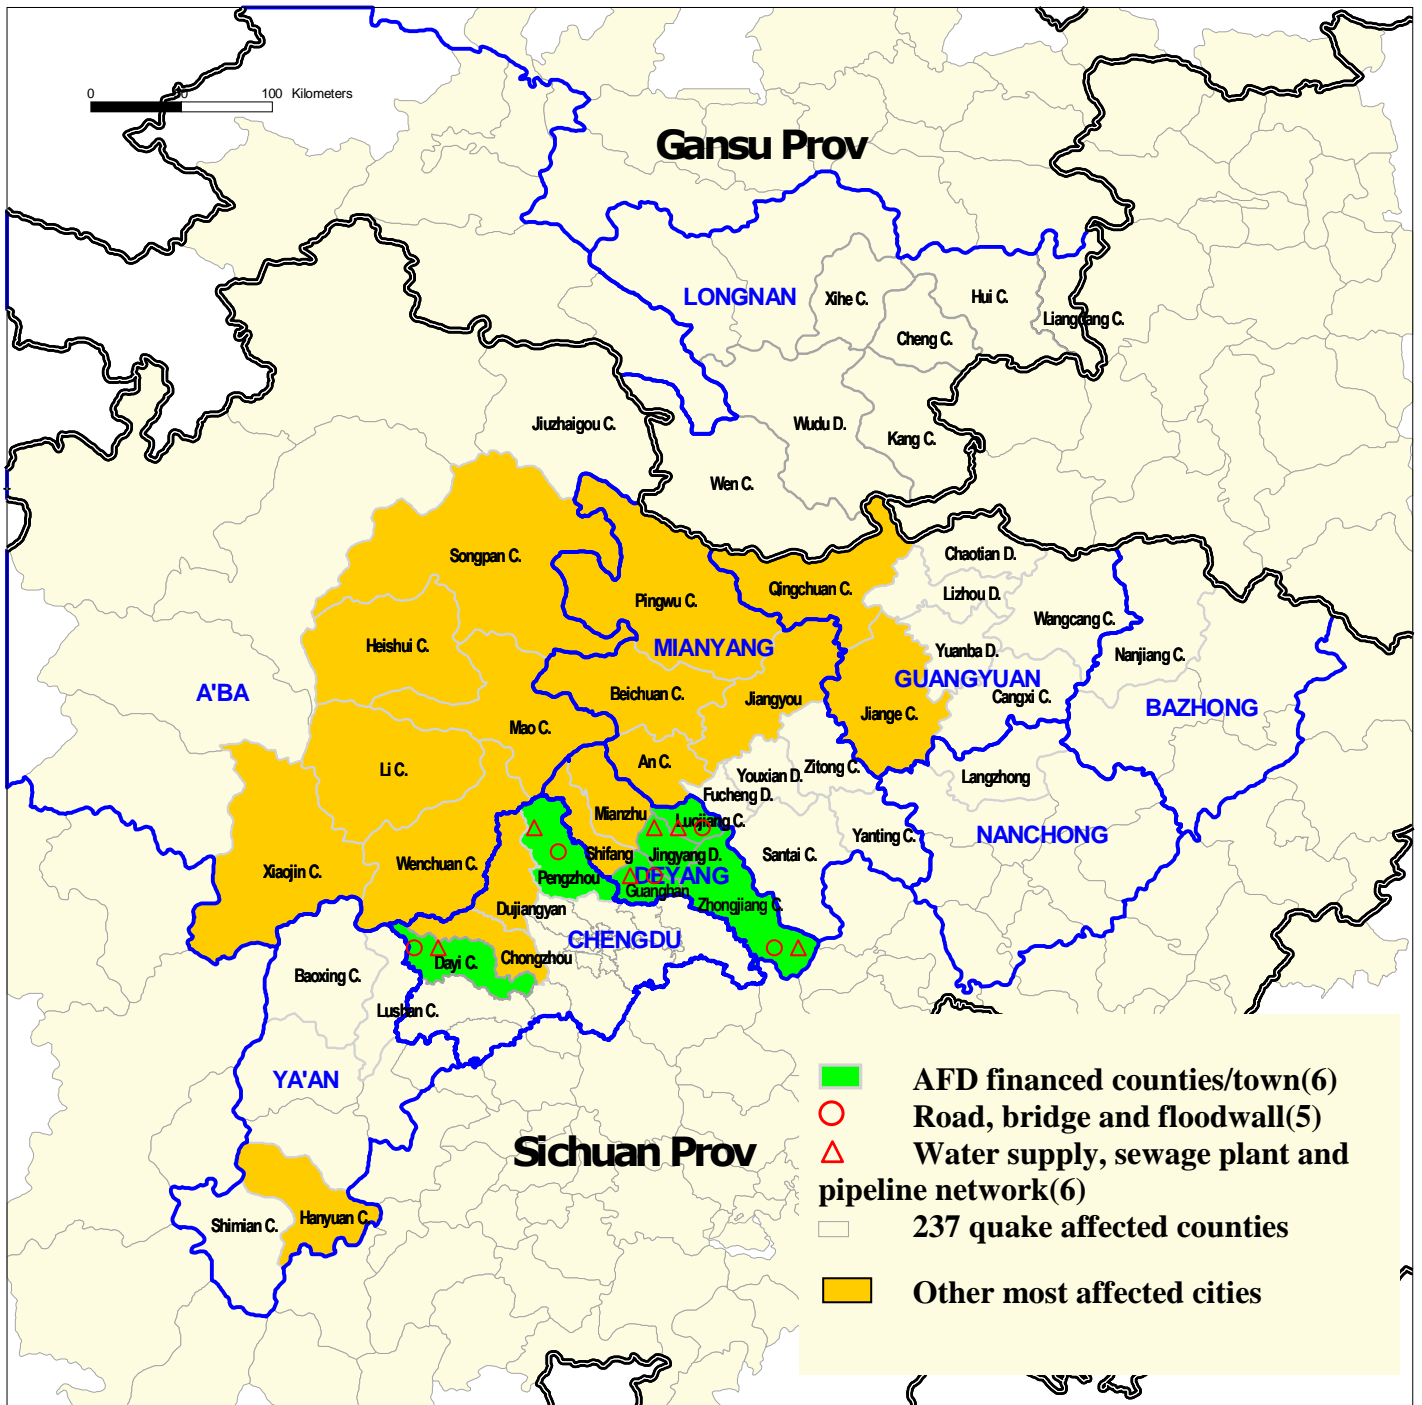 0 100 Kilometers
Gansu Prov
LONGNAN
Xihe C.
Hui C.
Liangdang C.
Cheng C.
Jiuzhaigou C.
Wudu D.
Kang C.
Wen C.
Songpan C.
Chaotian D.
Qingchuan C.
Lizhou D.
Pingwu C.
Wangcang C.
Heishui C.
MIANYANG
Yuanba D.
Nanjiang C.
GUANGYUAN
A'BA
Beichuan C.
Jiangyou
Cangxi C.
BAZHONG
Jiange C.
Mao C.
An C.
Li C.
Youxian D.
Zitong C.
Langzhong
Fucheng D.
Mianzhu
Luojiang C.
NANCHONG
Yanting C.
Shifang
Jingyang D.
Santai C.
Wenchuan C.
Xiaojin C.
Pengzhou
DEYANG
Guanghan
Zhongjiang C.
Dujiangyan
CHENGDU
Chongzhou
Dayi C.
Baoxing C.
Lushan C.
YA'AN
Sichuan Prov
Shimian C.
Hanyuan C.
AFD financed counties/town(6)
Road, bridge and floodwall(5)
Water supply, sewage plant and
pipeline network(6)
237 quake affected counties
Other most affected cities